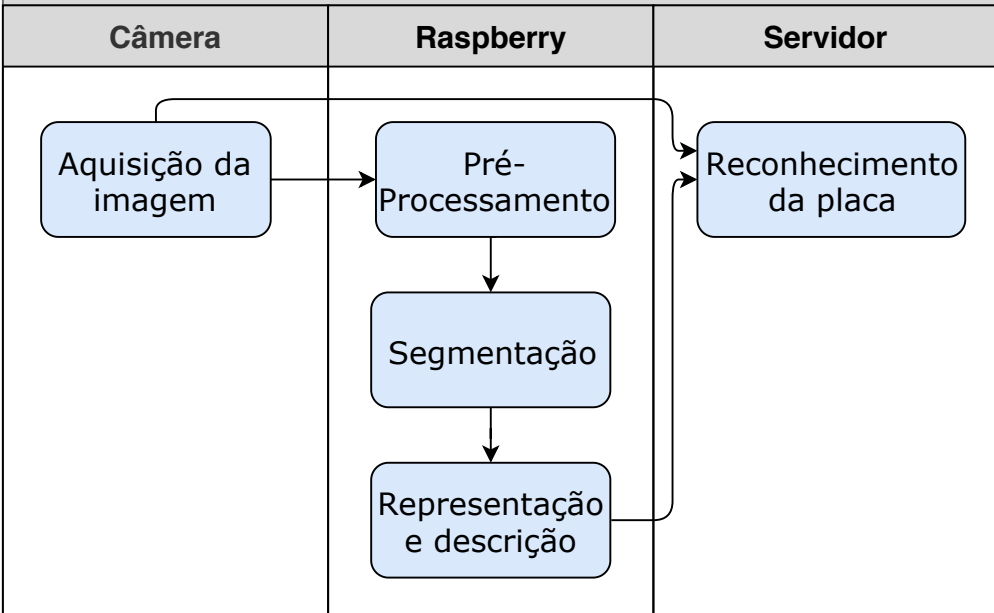 Câmera
Raspberry
Servidor
Aquisição da
imagem
Pré-
Processamento
Reconhecimento
da placa
Segmentação
Representação
e descrição